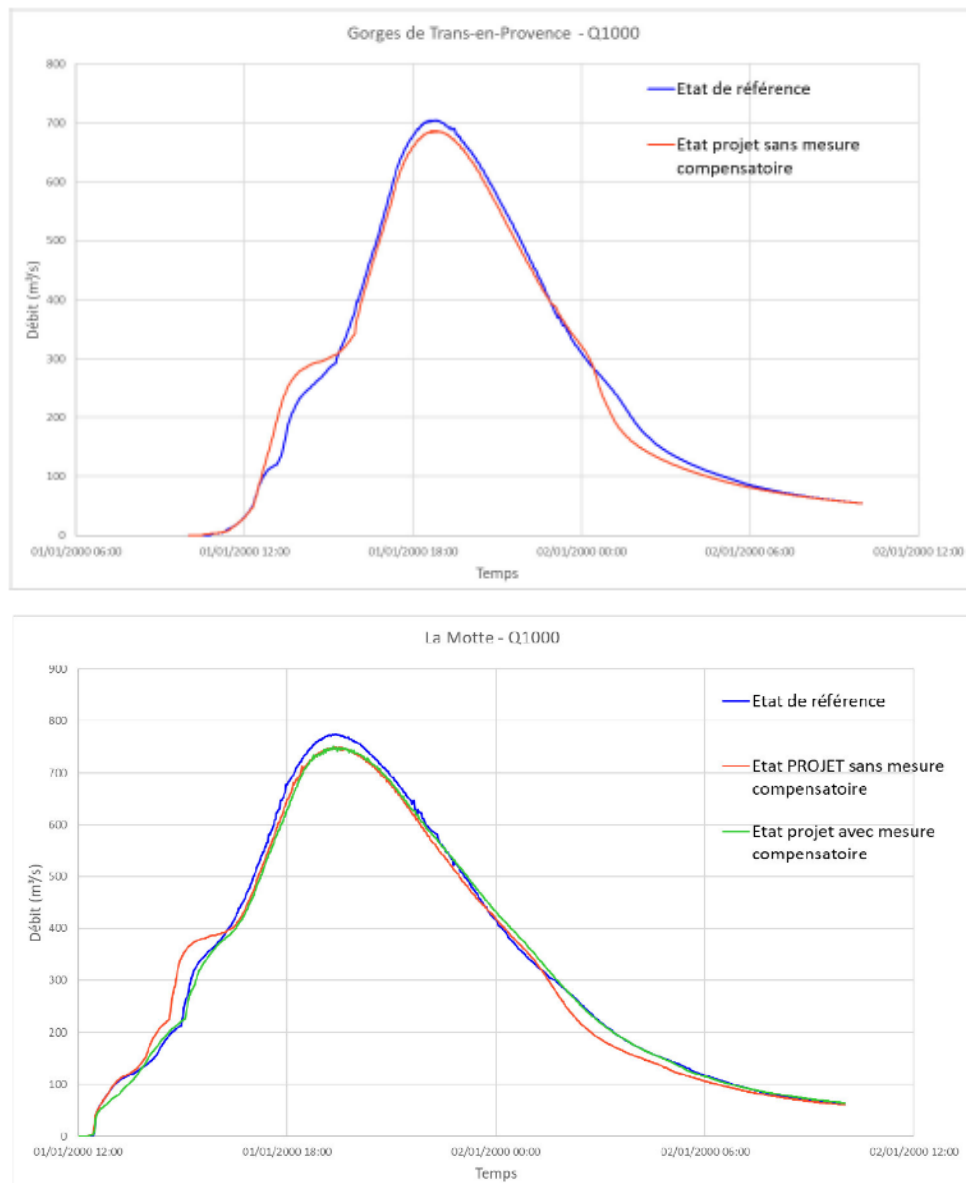 Gorges de Trans-en-Provence - Q1000
800
700
600
500
400
300
200
100
0
Débit (m³/s)
Etat de référence
Etat projet sans mesure
compensatoire
01/01/2000 06:00
01/01/2000 12:00
01/01/2000 18:00
02/01/2000 00:00
02/01/2000 06:00
02/01/2000 12:00
Temps
La Motte - Q1000
900
800
700
600
500
400
300
200
100
0
Débit (m³/s)
Etat de référence
Etat PROJET sans mesure
compensatoire
Etat projet avec mesure
compensatoire
01/01/2000 12:00
01/01/2000 18:00
02/01/2000 00:00
02/01/2000 06:00
02/01/2000 12:00
Temps